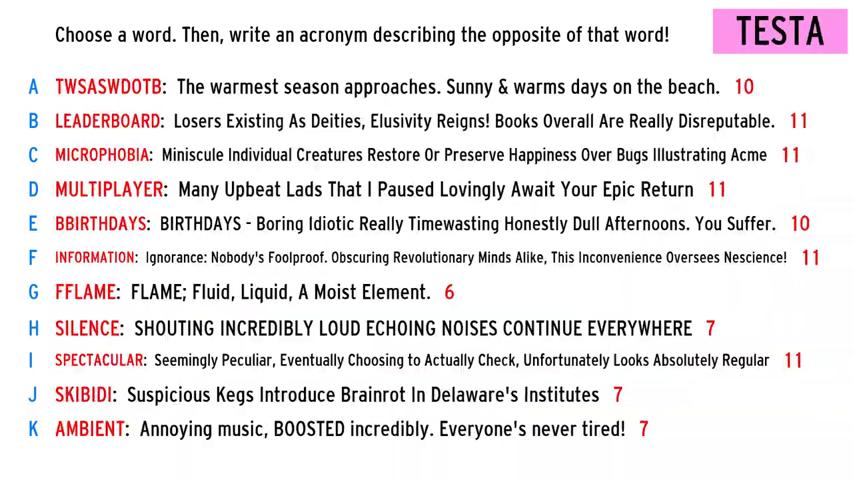 Choose a word. Then, write an acronym describing the opposite of that word! TESTA
A TWSASWDOTB: The warmest season approaches. Sunny & warms days on the beach. 10
B LEADERBOARD: Losers Existing As Deities, Elusivity Reigns! Books Overall Are Really Disreputable. 11
C MICROPHOBIA: Miniscule Individual Creatures Restore Or Preserve Happiness Over Bugs Illustrating Acme 11
D MULTIPLAYER: Many Upbeat Lads That I Paused Lovingly Await Your Epic Return 11
E BBIRTHDAYS: BIRTHDAYS - Boring Idiotic Really Timewasting Honestly Dull Afternoons. You Suffer. 10
F INFORMATION: Ignorance: Nobody's Foolproof. Obscuring Revolutionary Minds Alike, This Inconvenience Oversees Nescience! 11
G FFLAME: FLAME; Fluid, Liquid, A Moist Element. 6
H SILENCE: SHOUTING INCREDIBLY LOUD ECHOING NOISES CONTINUE EVERYWHERE 7
I SPECTACULAR: Seemingly Peculiar, Eventually Choosing to Actually Check, Unfortunately Looks Absolutely Regular 11
J SKIBIDI: Suspicious Kegs Introduce Brainrot In Delaware's Institutes 7
K AMBIENT: Annoying music, BOOSTED incredibly. Everyone's never tired! 7